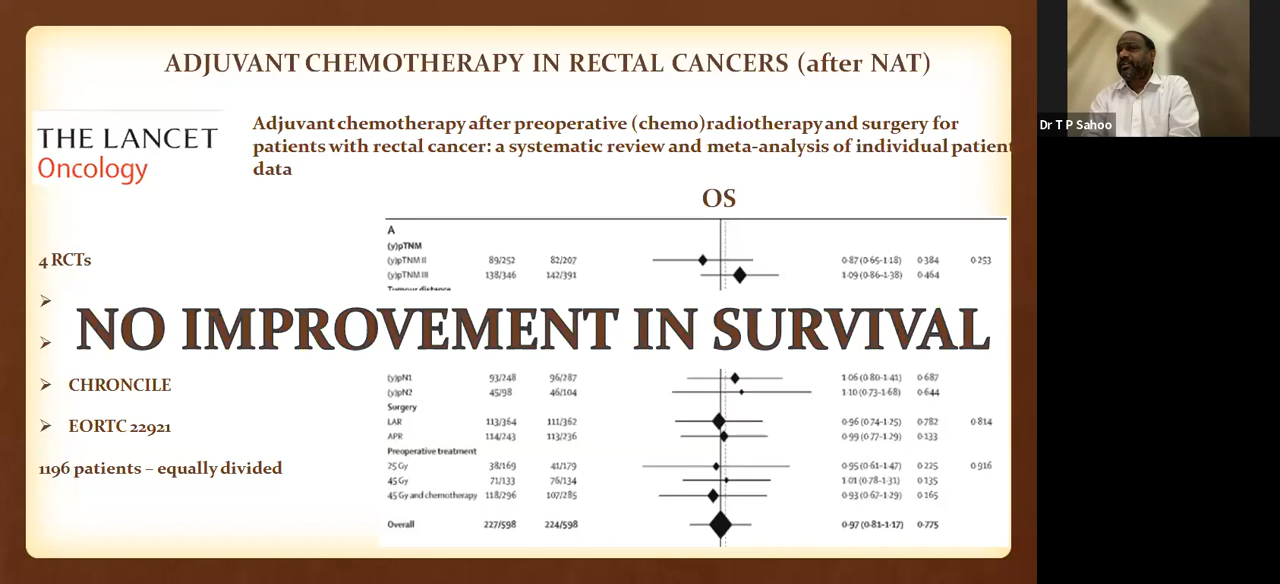 ADJUVANT CHEMOTHERAPY IN RECTAL CANCERS (after NAT)
THE LANCET
Oncology
Adjuvant chemotherapy after preoperative (chemo)radiotherapy and surgery for
patients with rectal cancer: a systematic review and meta-analysis of individual patient
data
OS
4 RCTs
CHRONCILE
EORTC 22921
1196 patients – equally divided
A
(y)pTNM
(y)pTNM II 89/252 82/207 0·87 (0·65-1·18) 0·384 0·253
(y)pTNM III 138/346 142/391 1·09 (0·86-1·38) 0·464
Tumour distance
NO IMPROVEMENT IN SURVIVAL
(y)pN1 93/248 96/287 1·06 (0·80-1·41) 0·687
(y)pN2 45/98 46/104 1·10 (0·73-1·68) 0·644
Surgery
LAR 113/364 111/362 0·96 (0·74-1·25) 0·782 0·814
APR 114/243 113/236 0·99 (0·77-1·29) 0·133
Preoperative treatment
25 Gy 38/169 41/179 0·95 (0·61-1·47) 0·225 0·916
45 Gy 71/133 76/134 1·01 (0·78-1·31) 0·135
45 Gy and chemotherapy 118/296 107/285 0·93 (0·67-1·29) 0·165
Overall 227/598 224/598 0·97 (0·81-1·17) 0·775
Dr T P Sahoo